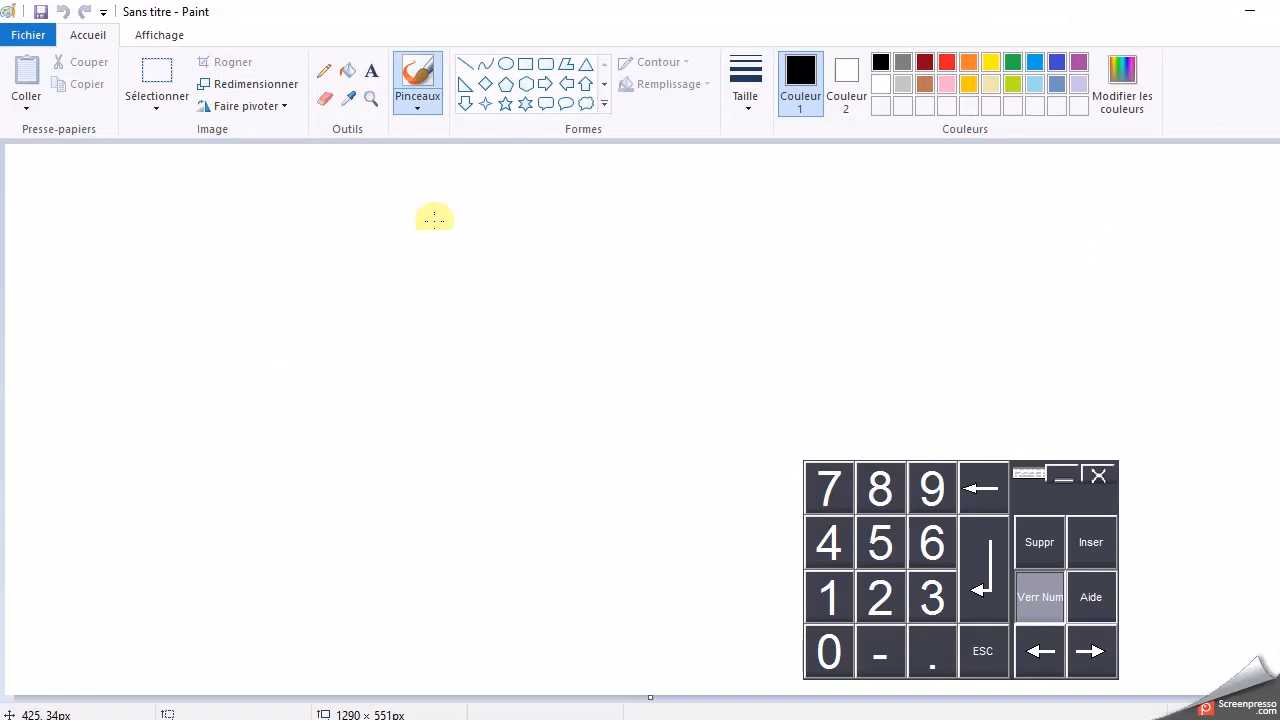 Sans titre - Paint
Fichier Accueil Affichage
Coller
Couper
Copier
Presse-papiers
Sélectionner
Rogner
Redimensionner
Faire pivoter
Image
A
Outils
Pinceaux
Contour
Remplissage
Formes
Taille
Couleur
1
Couleur
2
Modifier les
couleurs
Couleurs
7 8 9
4 5 6 Suppr Inser
1 2 3 Verr Num Aide
0 - . ESC
425, 34px 1290 × 551px
Screenpresso
.com